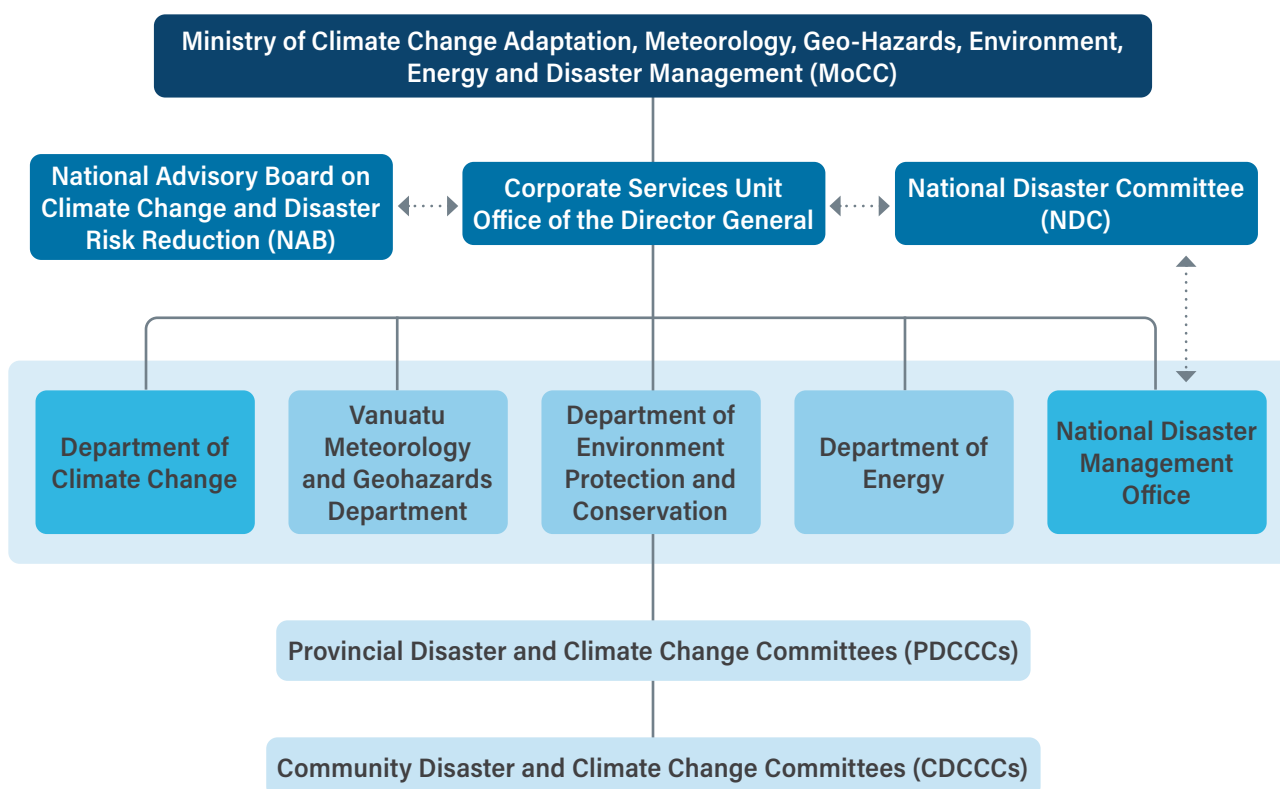 Ministry of Climate Change Adaptation, Meteorology, Geo-Hazards, Environment,
Energy and Disaster Management (MoCC)
National Advisory Board on
Climate Change and Disaster
Risk Reduction (NAB)
Corporate Services Unit
Office of the Director General
National Disaster Committee
(NDC)
Department of
Climate Change
Vanuatu
Meteorology
and Geohazards
Department
Department of
Environment
Protection and
Conservation
Department of
Energy
National Disaster
Management
Office
Provincial Disaster and Climate Change Committees (PDCCCs)
Community Disaster and Climate Change Committees (CDCCCs)